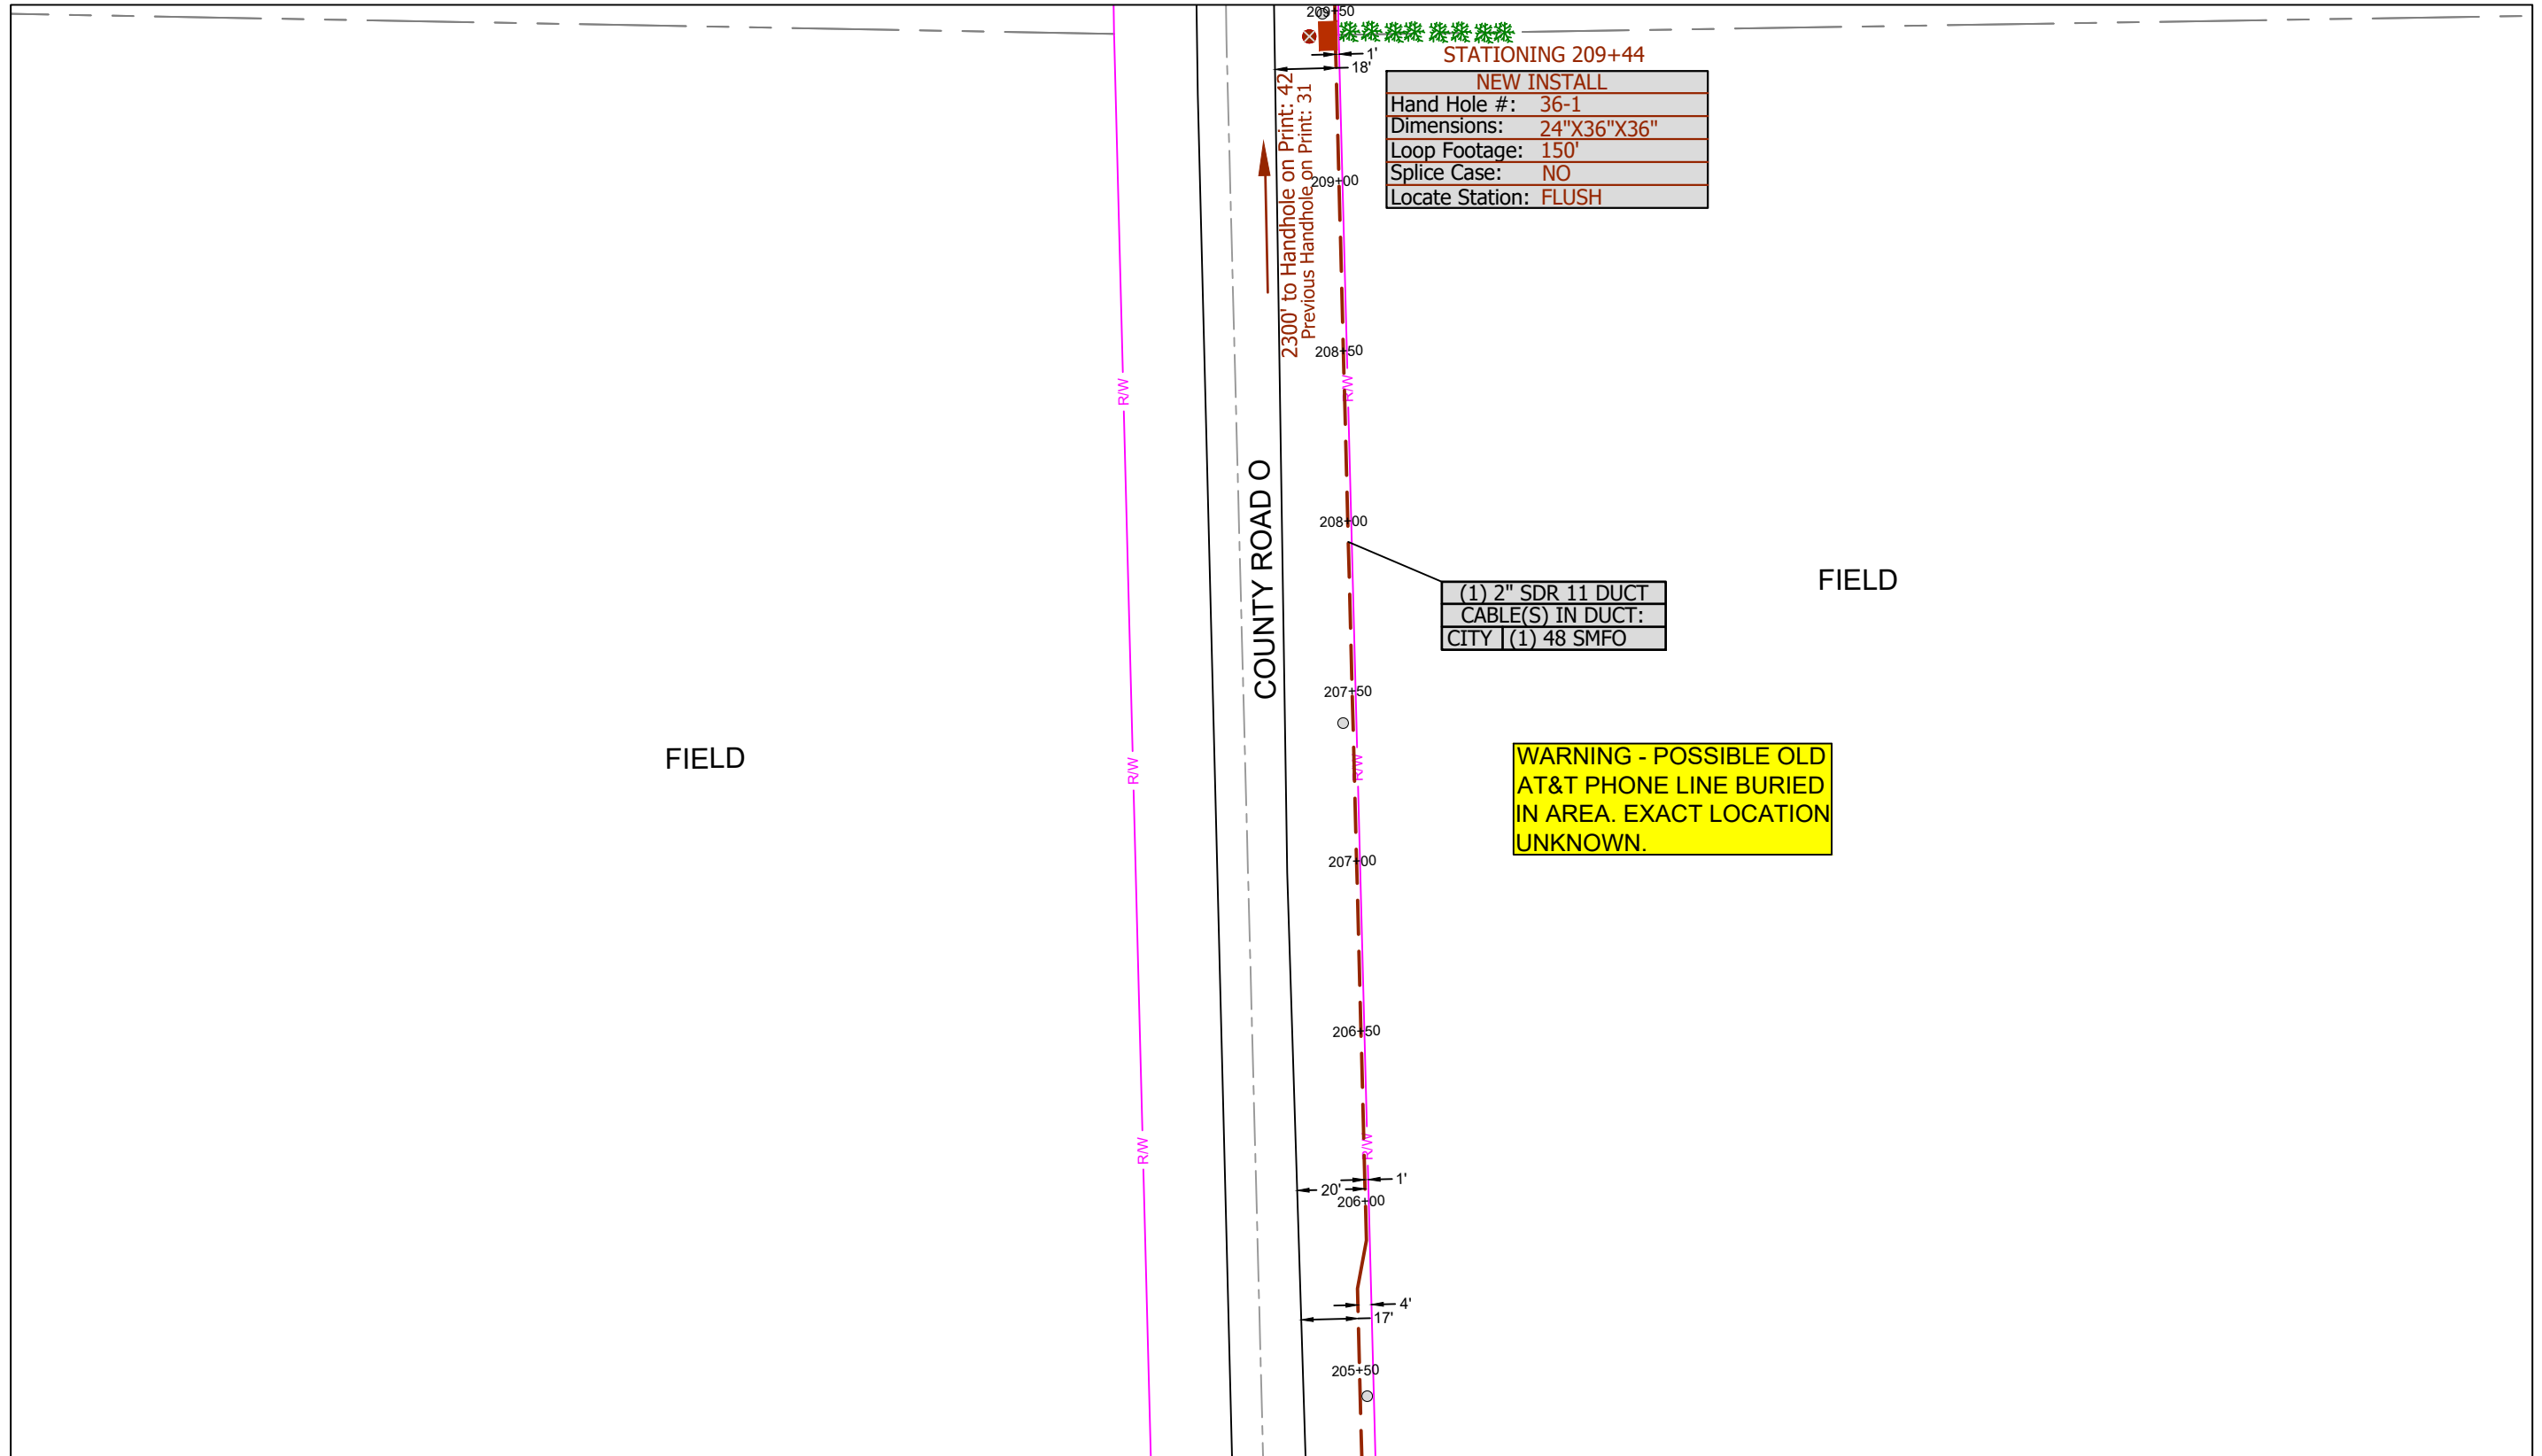 209+50
1'
STATIONING 209+44
18'
NEW INSTALL
Hand Hole #: 36-1
Dimensions: 24"X36"X36"
Loop Footage: 150'
Splice Case: NO
Locate Station: FLUSH
2300' to Handhole on Print: 42
Previous Handhole on Print: 31
209+00
208+50
R/W
R/W
208+00
COUNTY ROAD O
FIELD
(1) 2" SDR 11 DUCT
CABLE(S) IN DUCT:
CITY (1) 48 SMFO
207+50
FIELD
R/W
R/W
WARNING - POSSIBLE OLD
AT&T PHONE LINE BURIED
IN AREA. EXACT LOCATION
UNKNOWN.
207+00
206+50
R/W
R/W
1'
20'
206+00
4'
17'
205+50